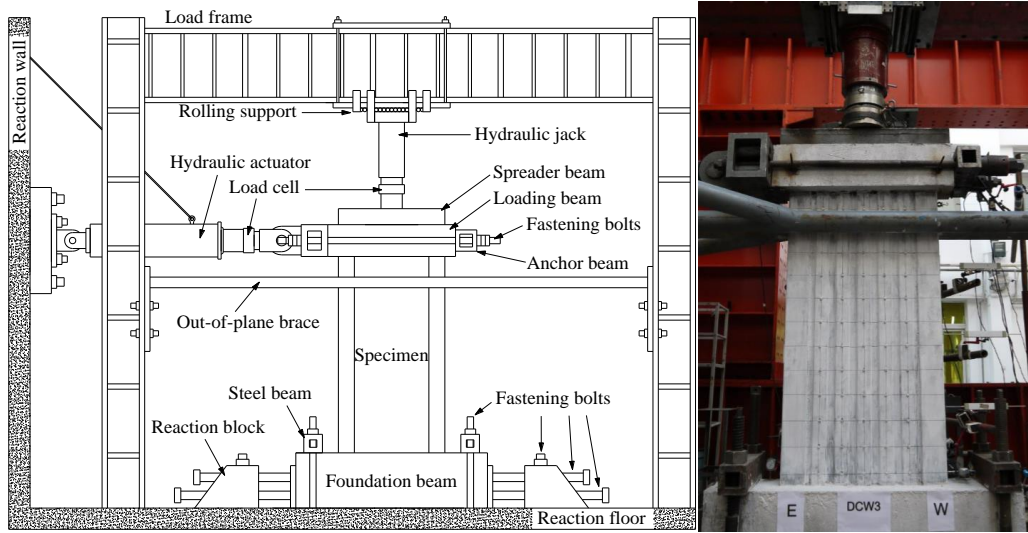 Load frame
Reaction wall
Rolling support
Hydraulic jack
Hydraulic actuator
Load cell
Spreader beam
Loading beam
Fastening bolts
Anchor beam
Out-of-plane brace
Specimen
Steel beam
Fastening bolts
Reaction block
Foundation beam
Reaction floor
E
DCW3
W